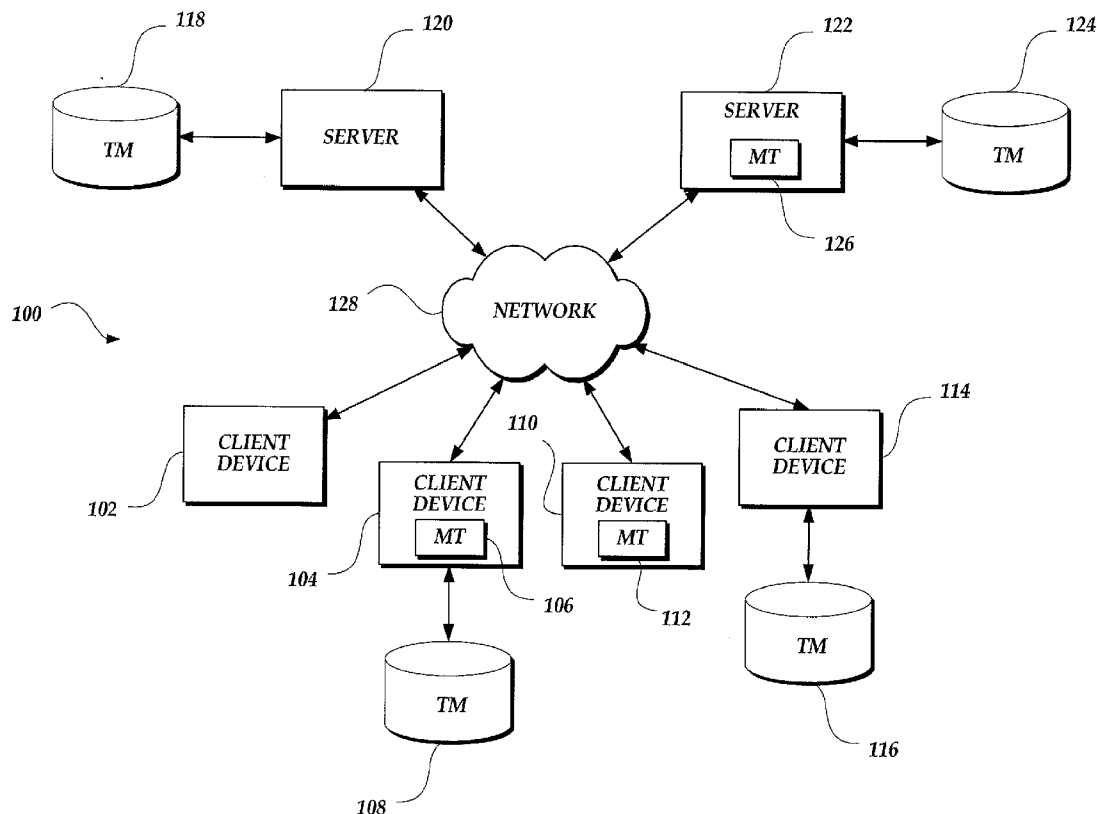 118
120
122
124
TM
SERVER
SERVER
MT
TM
126
128
NETWORK
100
CLIENT
DEVICE
102
110
114
CLIENT
DEVICE
CLIENT
DEVICE
MT
CLIENT
DEVICE
MT
104
106
112
TM
TM
108
116